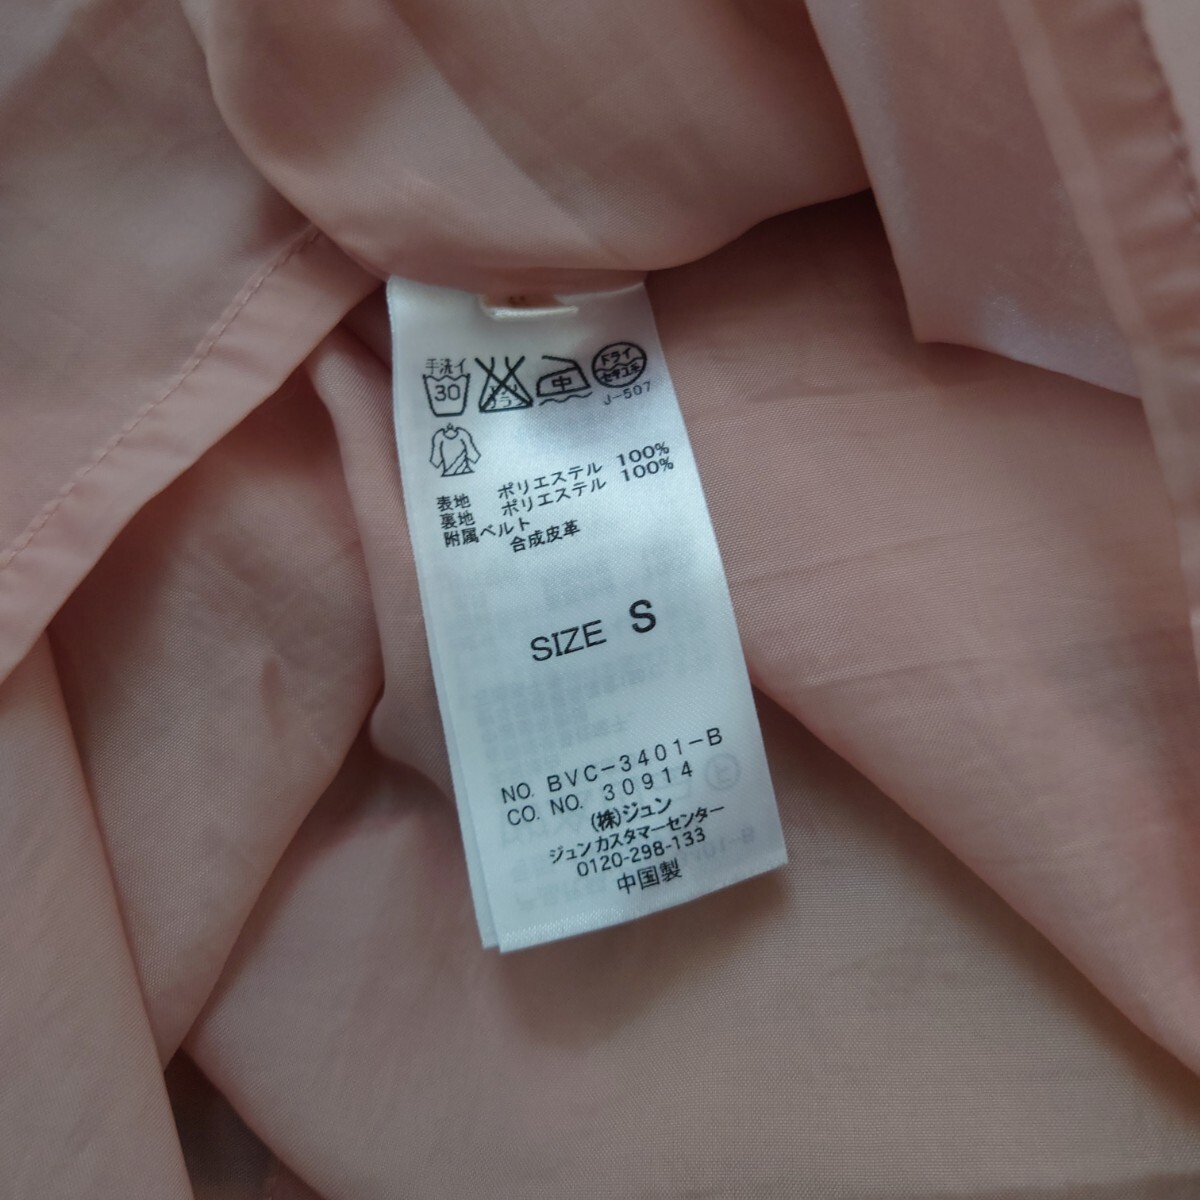 手洗イ
30
中
ドライ
セキユ系
J-507
表地 ポリエステル 100%
裏地 ポリエステル 100%
附属ベルト
合成皮革
SIZE S
NO. BVC-3401-B
CO. NO. 30914
(株)ジュン
ジュンカスタマーセンター
0120-298-133
中国製